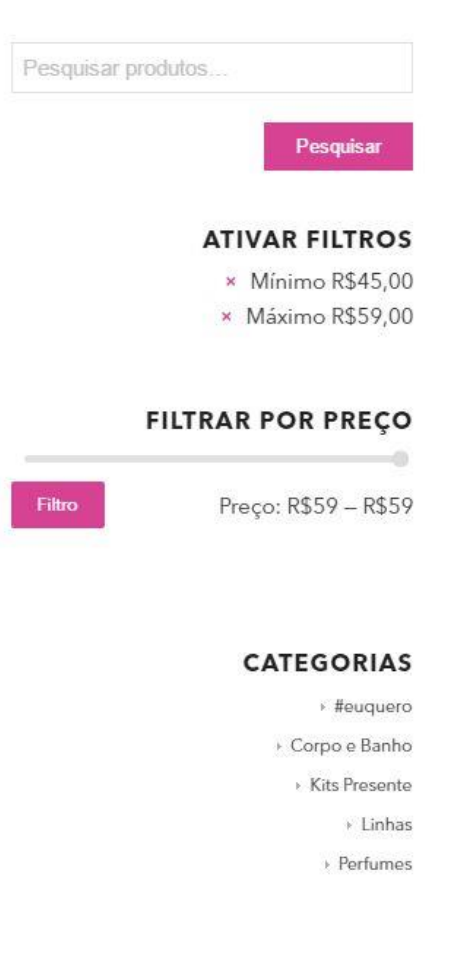 Pesquisar produtos...
Pesquisar
ATIVAR FILTROS
× Mínimo R$45,00
× Máximo R$59,00
FILTRAR POR PREÇO
Filtro
Preço: R$59 – R$59
CATEGORIAS
#euquero
Corpo e Banho
Kits Presente
Linhas
Perfumes